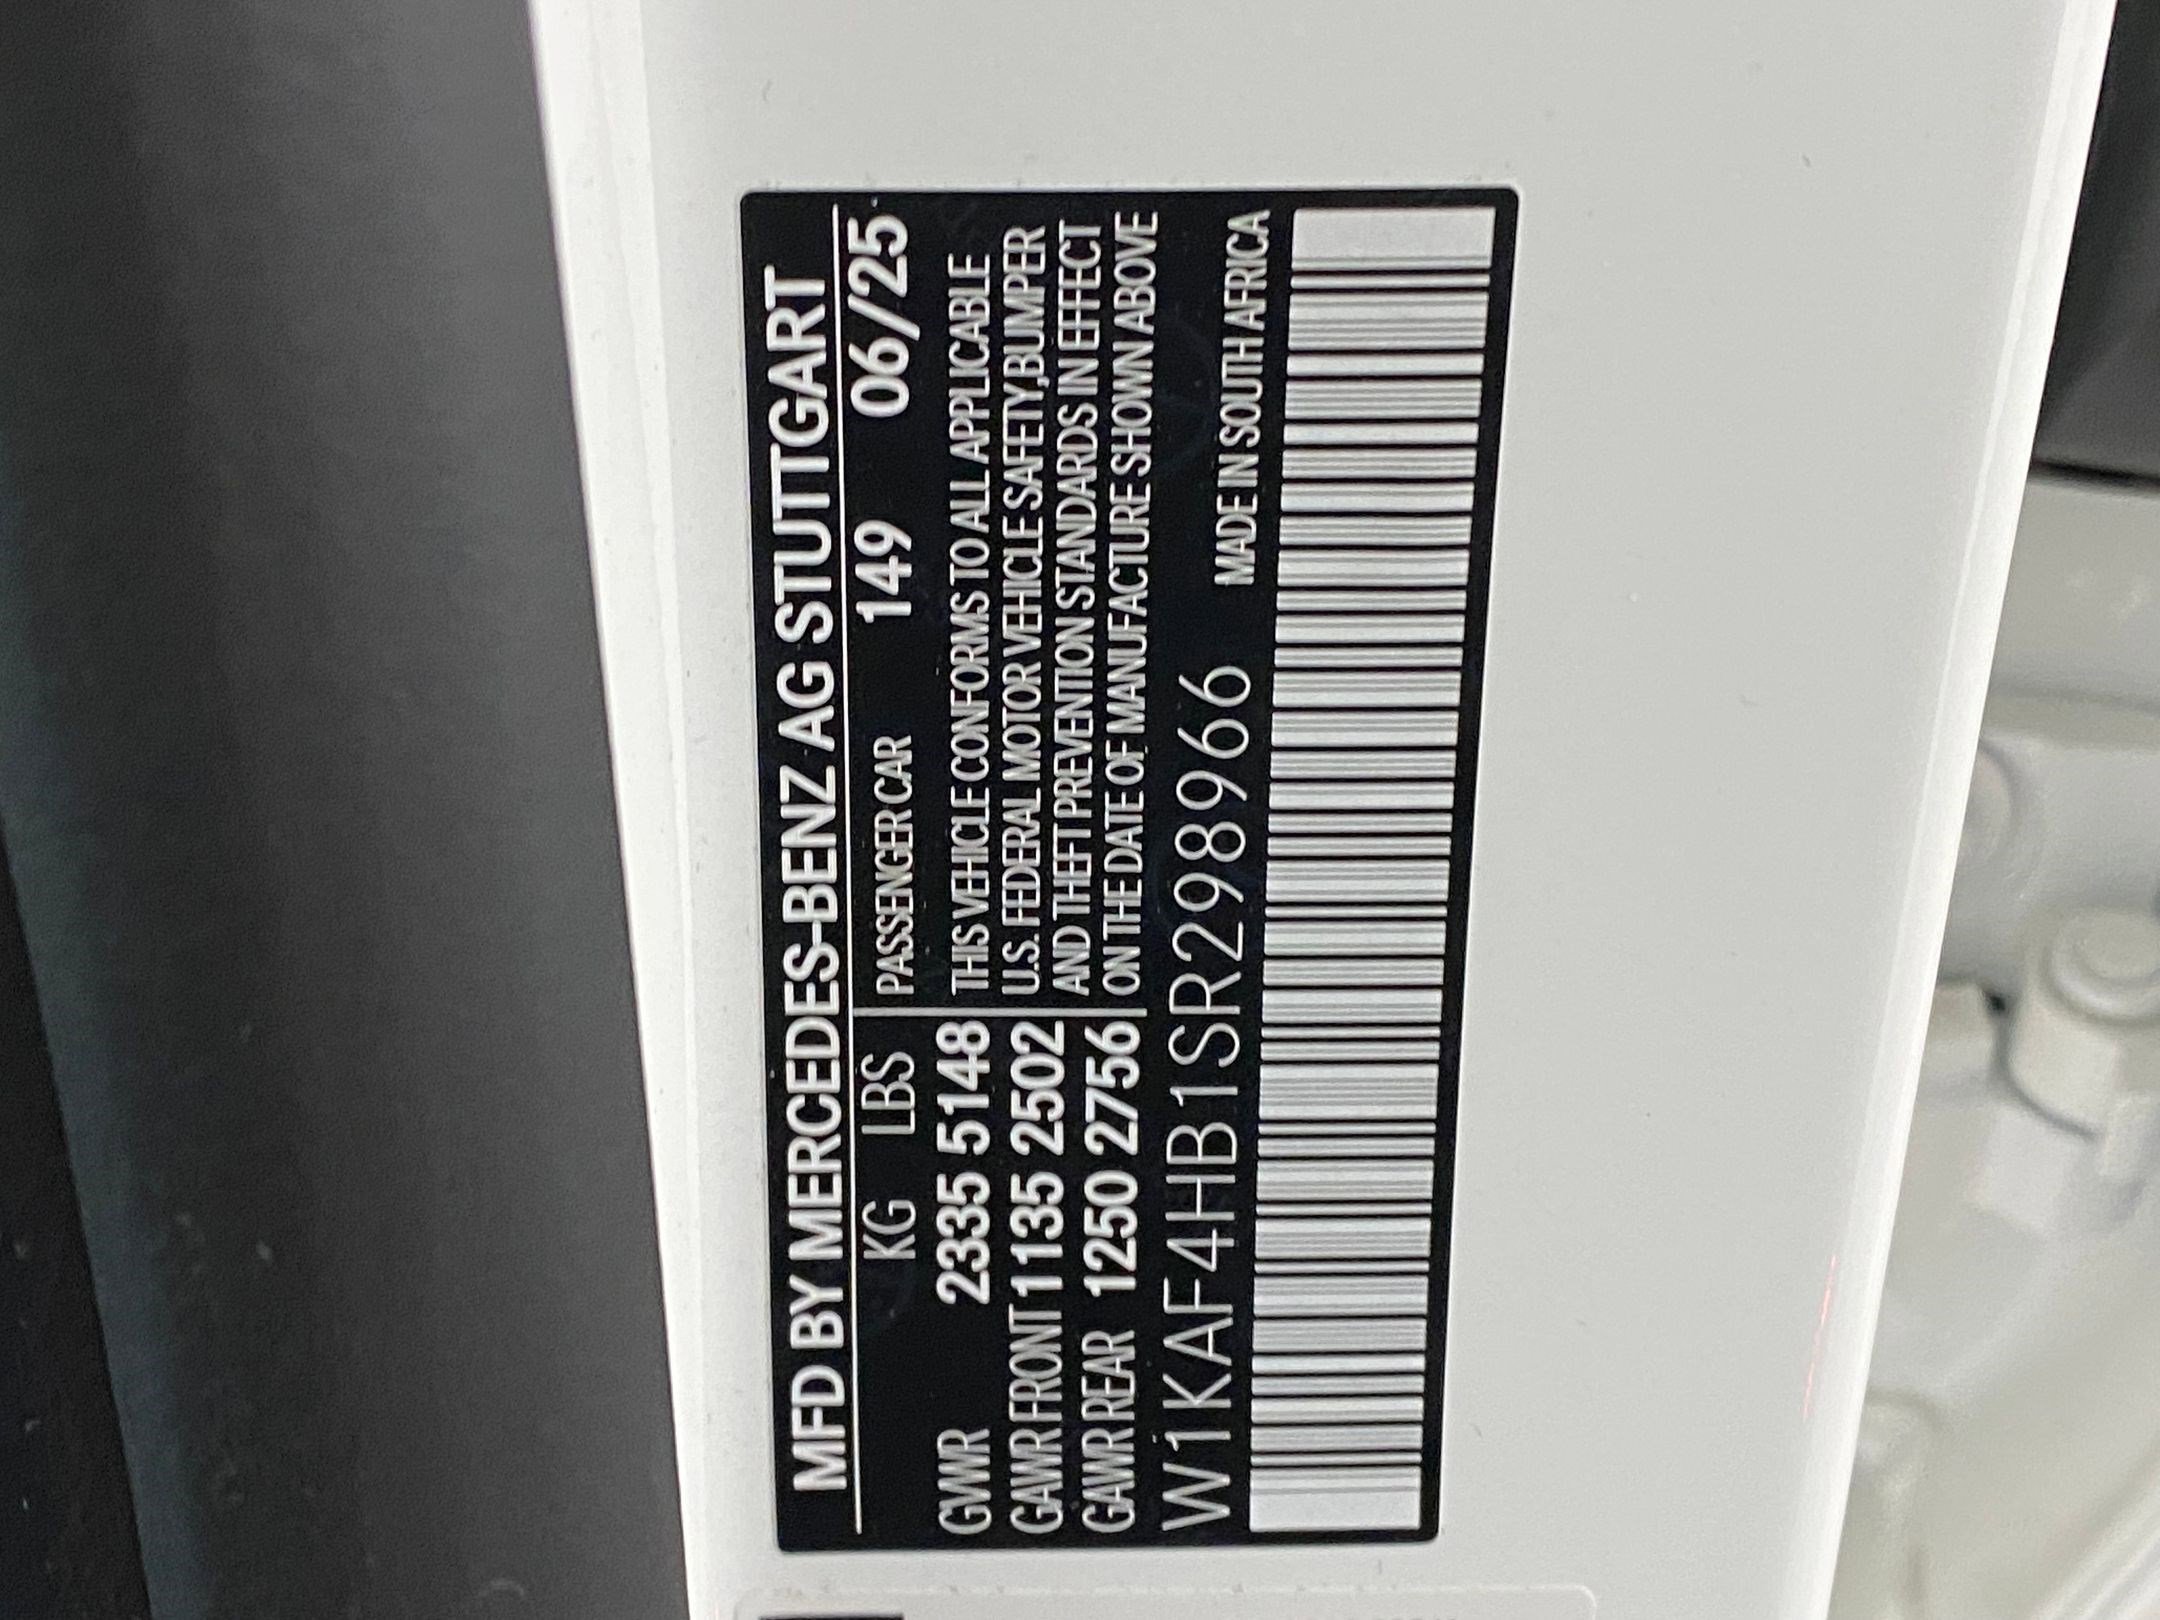 MFD BY MERCEDES-BENZ AG STUTTGART
KG LBS PASSENGER CAR 149 06/25
GVWR 2335 5148 THIS VEHICLE CONFORMS TO ALL APPLICABLE
GAWR FRONT 1135 2502 U.S. FEDERAL MOTOR VEHICLE SAFETY, BUMPER
GAWR REAR 1250 2756 AND THEFT PREVENTION STANDARDS IN EFFECT
ON THE DATE OF MANUFACTURE SHOWN ABOVE
W1KAF4HB1SR298966 MADE IN SOUTH AFRICA